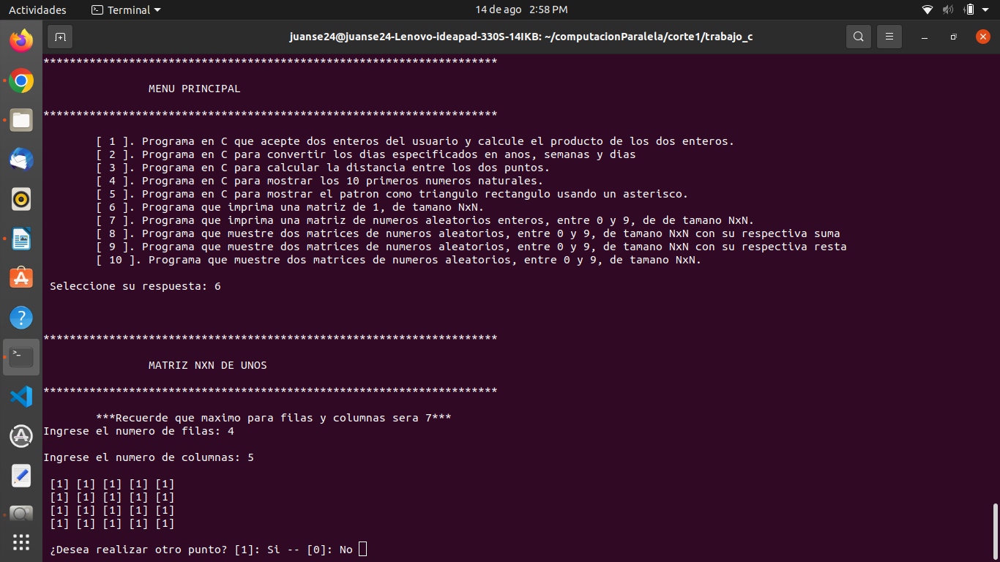 Actividades Terminal 14 de ago 2:58 PM
juanse24@juanse24-Lenovo-ideapad-330S-14IKB: ~/computacionParalela/corte1/trabajo_c
*********************************************************************
MENU PRINCIPAL
*********************************************************************
[ 1 ]. Programa en C que acepte dos enteros del usuario y calcule el producto de los dos enteros.
[ 2 ]. Programa en C para convertir los dias especificados en anos, semanas y dias
[ 3 ]. Programa en C para calcular la distancia entre los dos puntos.
[ 4 ]. Programa en C para mostrar los 10 primeros numeros naturales.
[ 5 ]. Programa en C para mostrar el patron como triangulo rectangulo usando un asterisco.
[ 6 ]. Programa que imprima una matriz de 1, de tamano NxN.
[ 7 ]. Programa que imprima una matriz de numeros aleatorios enteros, entre 0 y 9, de de tamano NxN.
[ 8 ]. Programa que muestre dos matrices de numeros aleatorios, entre 0 y 9, de tamano NxN con su respectiva suma
[ 9 ]. Programa que muestre dos matrices de numeros aleatorios, entre 0 y 9, de tamano NxN con su respectiva resta
[ 10 ]. Programa que muestre dos matrices de numeros aleatorios, entre 0 y 9, de tamano NxN.
Seleccione su respuesta: 6
*********************************************************************
MATRIZ NXN DE UNOS
*********************************************************************
***Recuerde que maximo para filas y columnas sera 7***
Ingrese el numero de filas: 4
Ingrese el numero de columnas: 5
[1] [1] [1] [1] [1]
[1] [1] [1] [1] [1]
[1] [1] [1] [1] [1]
[1] [1] [1] [1] [1]
¿Desea realizar otro punto? [1]: Si -- [0]: No